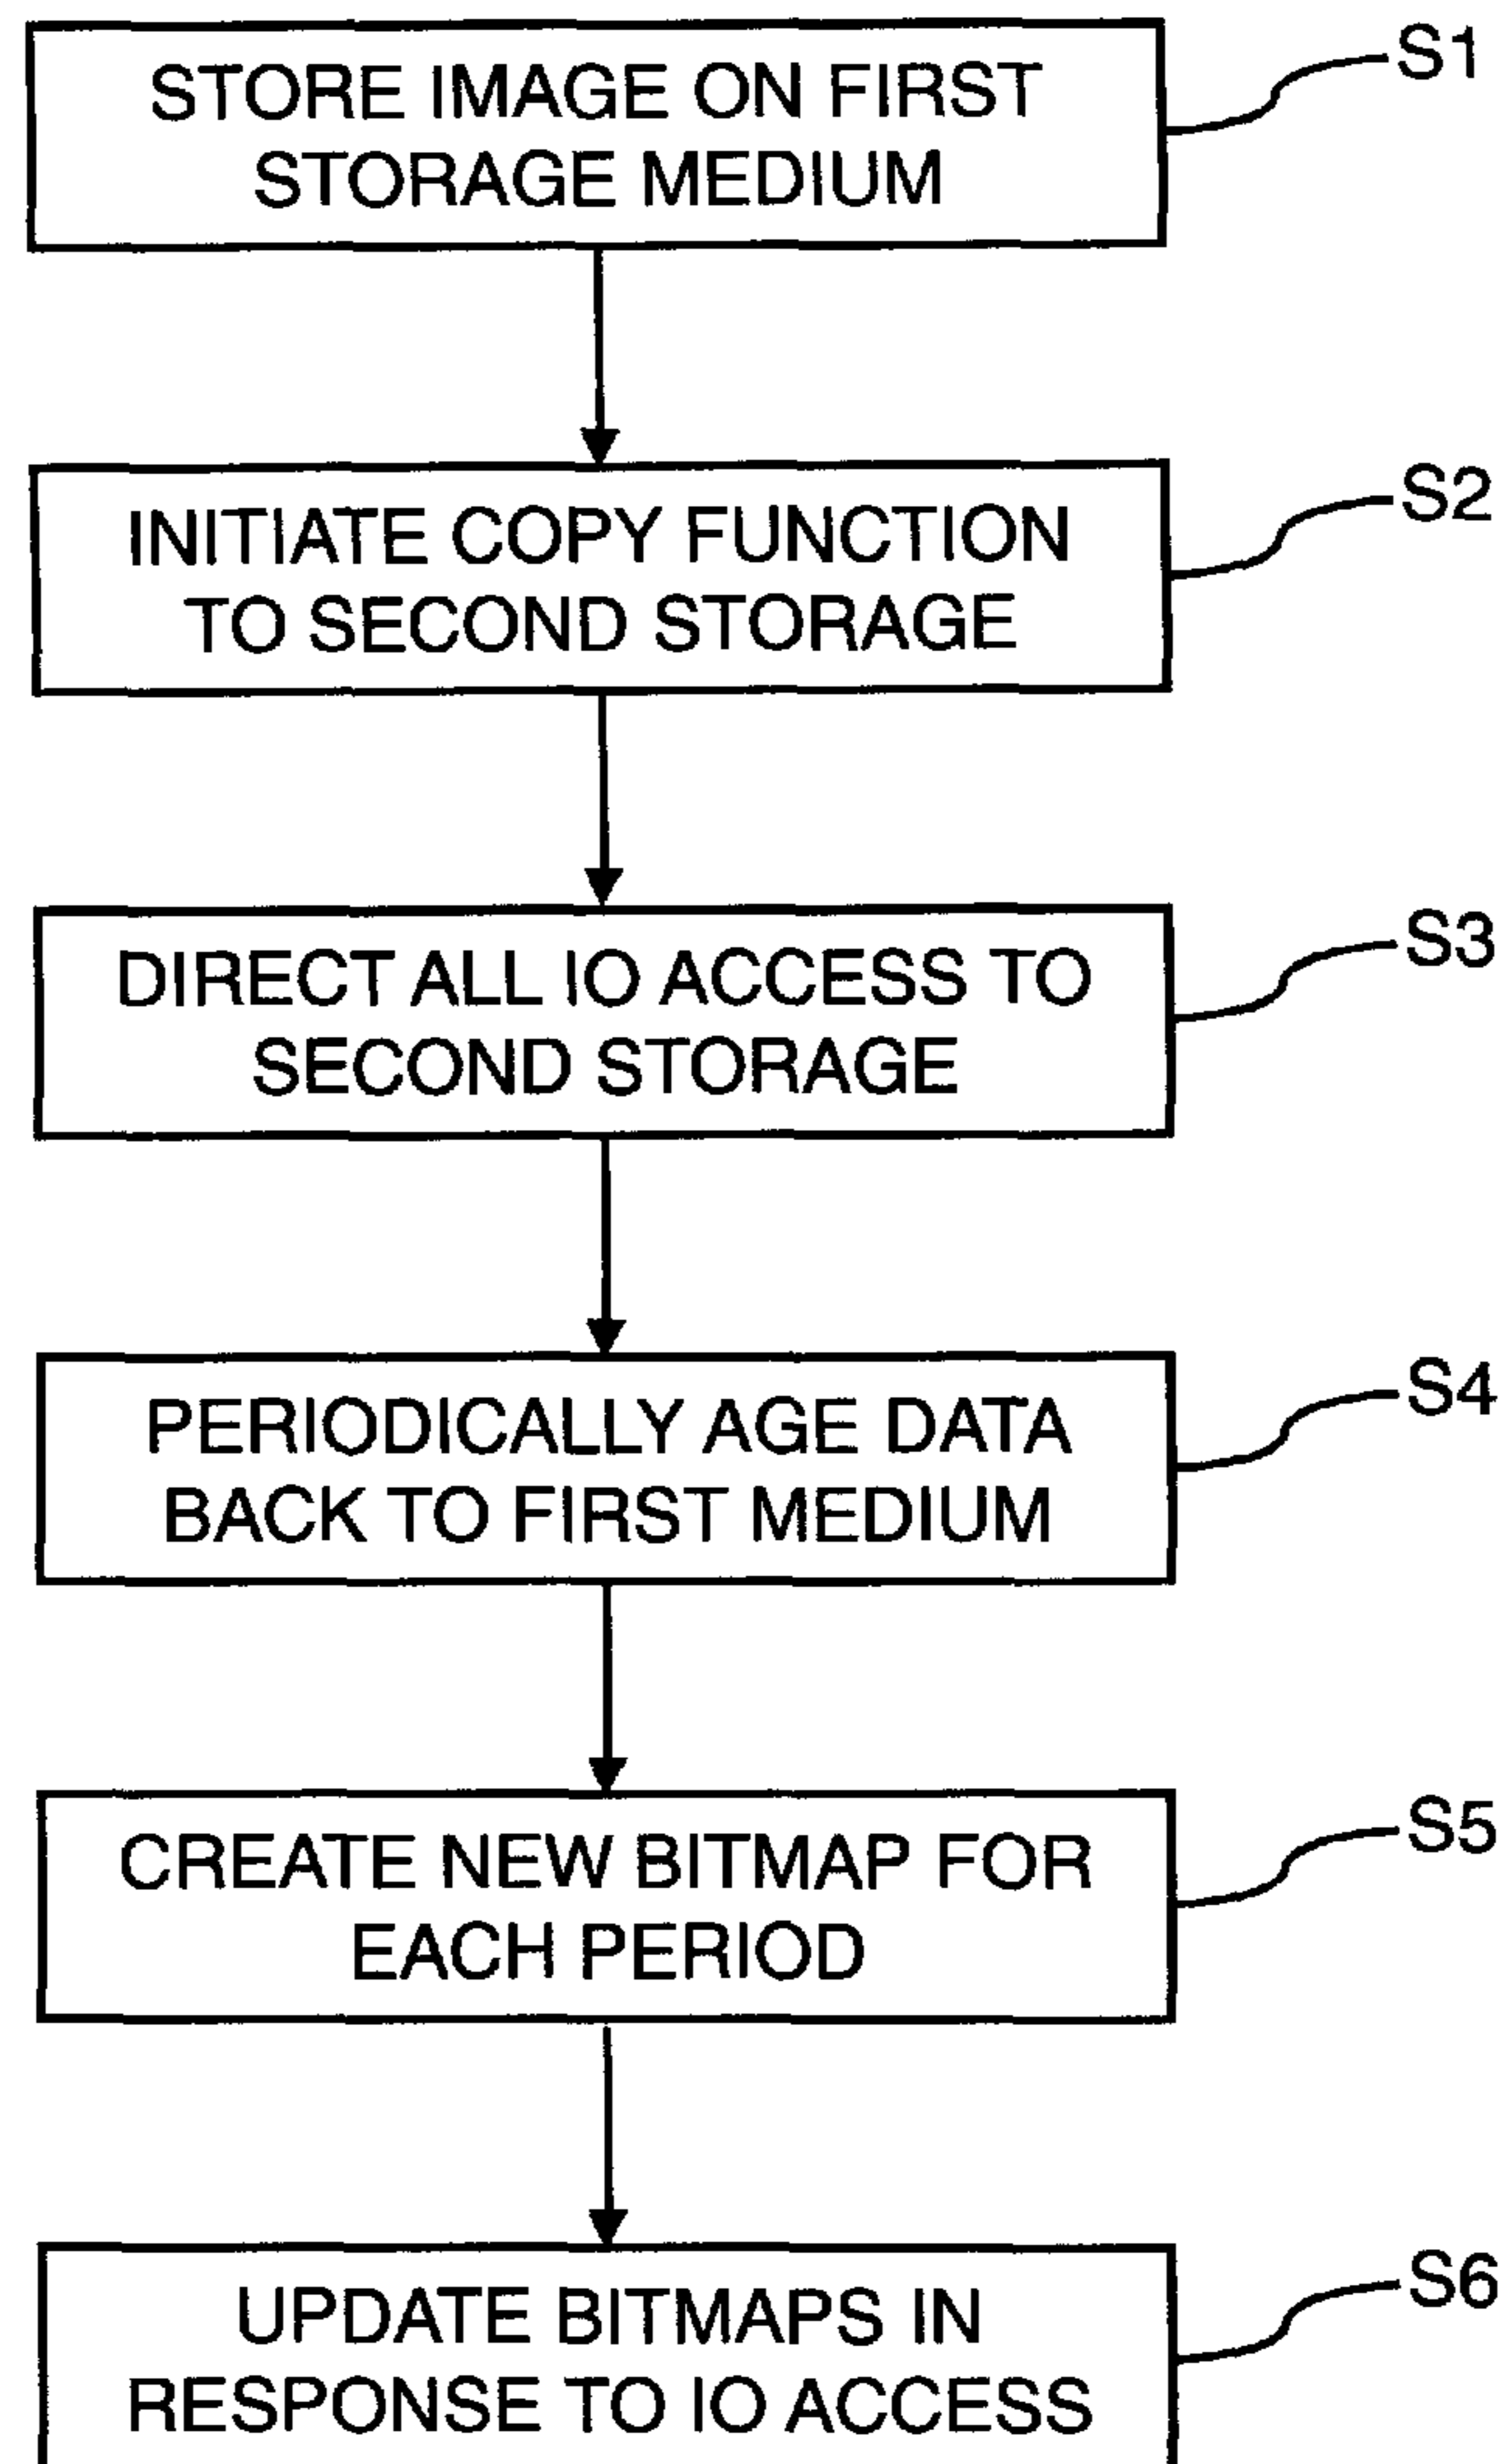 STORE IMAGE ON FIRST
STORAGE MEDIUM
S1
INITIATE COPY FUNCTION
TO SECOND STORAGE
S2
DIRECT ALL IO ACCESS TO
SECOND STORAGE
S3
PERIODICALLY AGE DATA
BACK TO FIRST MEDIUM
S4
CREATE NEW BITMAP FOR
EACH PERIOD
S5
UPDATE BITMAPS IN
RESPONSE TO IO ACCESS
S6